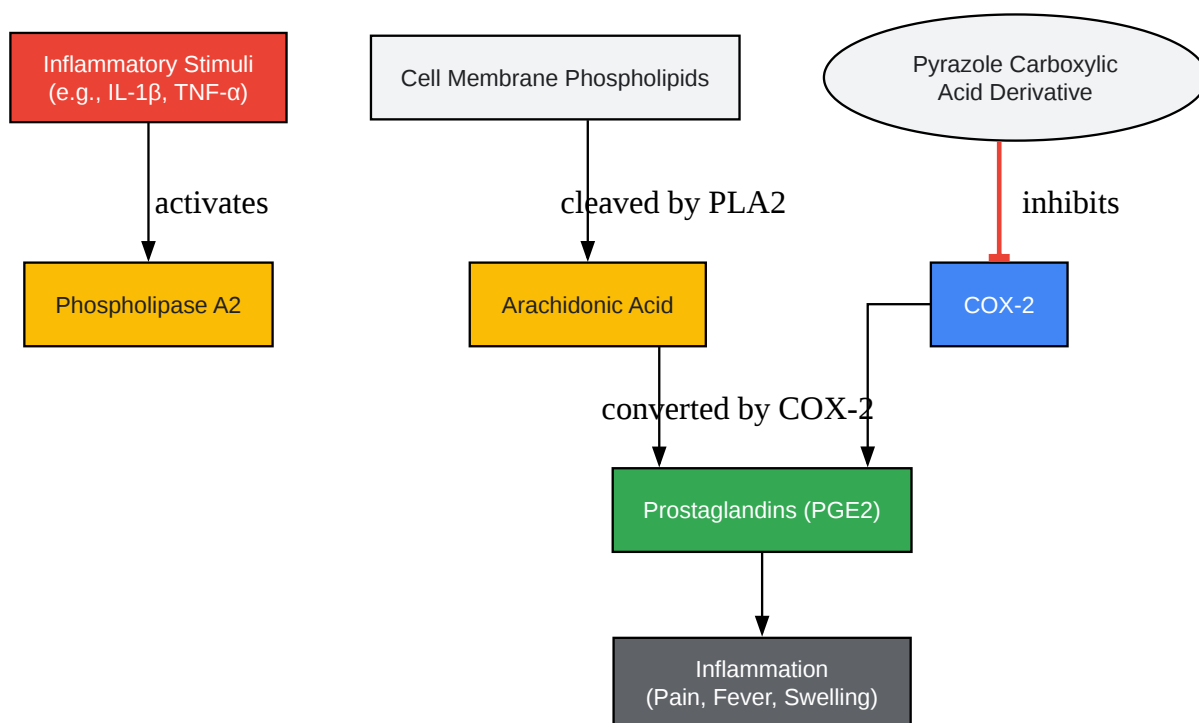 Inflammatory Stimuli
(e.g., IL-1β, TNF-α)
Cell Membrane Phospholipids
Pyrazole Carboxylic
Acid Derivative
activates
cleaved by PLA2
inhibits
Phospholipase A2
Arachidonic Acid
COX-2
converted by COX-2
Prostaglandins (PGE2)
Inflammation
(Pain, Fever, Swelling)